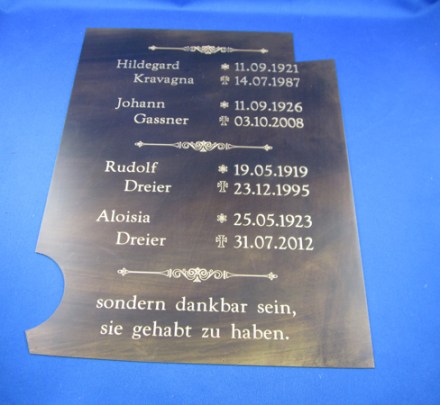 Hildegard * 11.09.1921
Kravagna ✞ 14.07.1987
Johann * 11.09.1926
Gassner ✞ 03.10.2008
Rudolf * 19.05.1919
Dreier ✞ 23.12.1995
Aloisia * 25.05.1923
Dreier ✞ 31.07.2012
sondern dankbar sein,
sie gehabt zu haben.